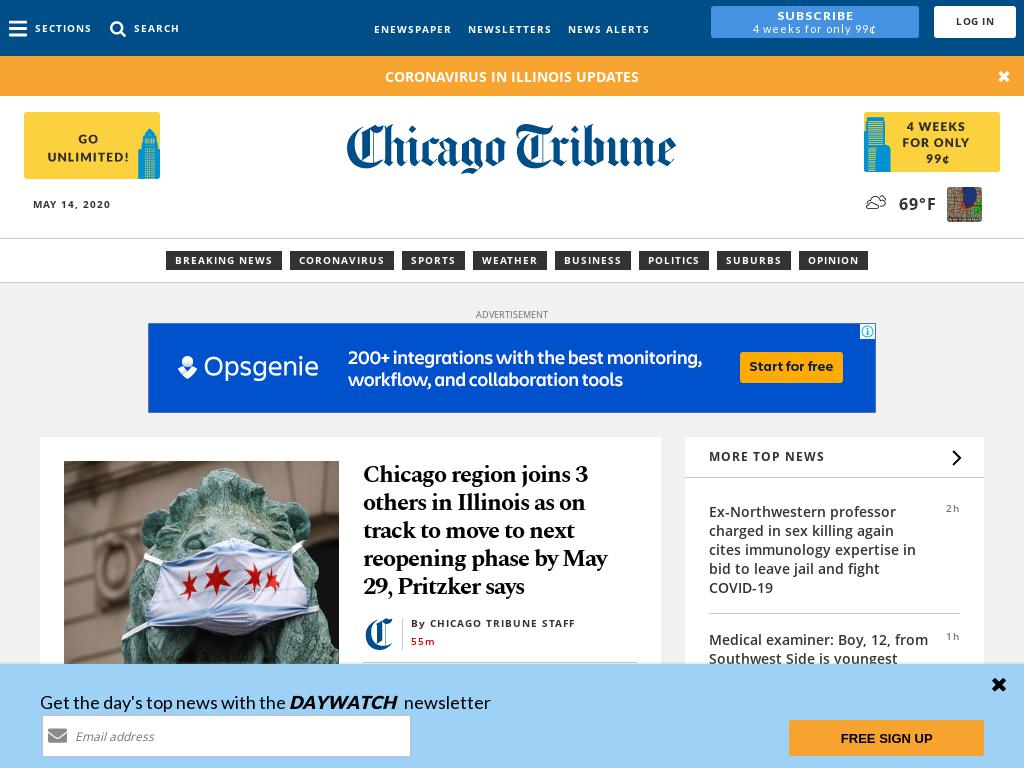 SECTIONS
SEARCH
ENEWSPAPER
NEWSLETTERS
NEWS ALERTS
SUBSCRIBE
4 weeks for only 99¢
LOG IN
CORONAVIRUS IN ILLINOIS UPDATES
GO
UNLIMITED!
Chicago Tribune
4 WEEKS
FOR ONLY
99¢
MAY 14, 2020
69°F
BREAKING NEWS
CORONAVIRUS
SPORTS
WEATHER
BUSINESS
POLITICS
SUBURBS
OPINION
ADVERTISEMENT
Opsgenie
200+ integrations with the best monitoring,
workflow, and collaboration tools
Start for free
Chicago region joins 3
others in Illinois as on
track to move to next
reopening phase by May
29, Pritzker says
By CHICAGO TRIBUNE STAFF
55m
MORE TOP NEWS
Ex-Northwestern professor
charged in sex killing again
cites immunology expertise in
bid to leave jail and fight
COVID-19
2h
Medical examiner: Boy, 12, from
Southwest Side is youngest
1h
Get the day's top news with the DAYWATCH newsletter
Email address
FREE SIGN UP